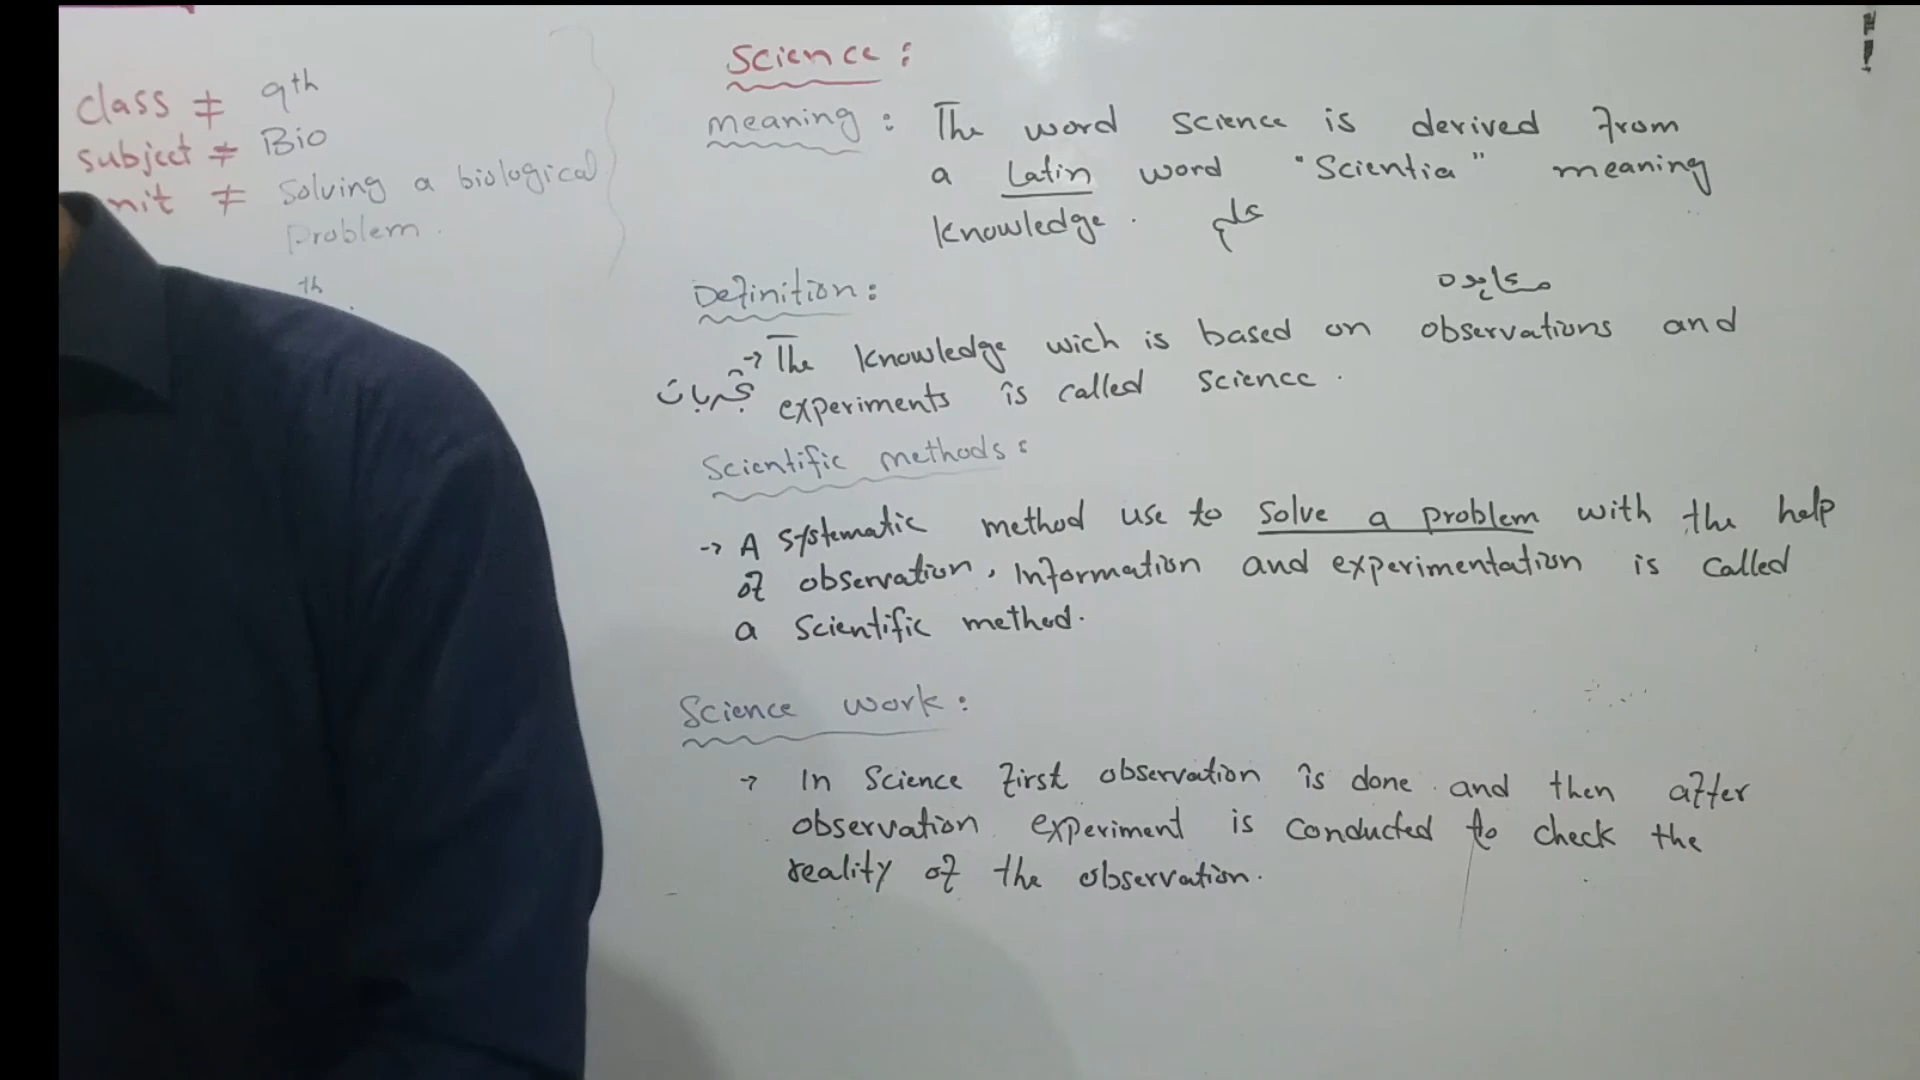 class ≠ 9th
subject ≠ Bio
nit ≠ Solving a biological
problem.
th
Science:
meaning: The word science is derived from
a Latin word "Scientia" meaning
knowledge. علم
Definition:
→ The knowledge wich is based on observations and
experiments is called science.
تجربات
Scientific methods:
→ A systematic method use to solve a problem with the help
of observation, Information and experimentation is called
a scientific method.
Science work:
→ In Science first observation is done and then after
observation experiment is conducted to check the
reality of the observation.